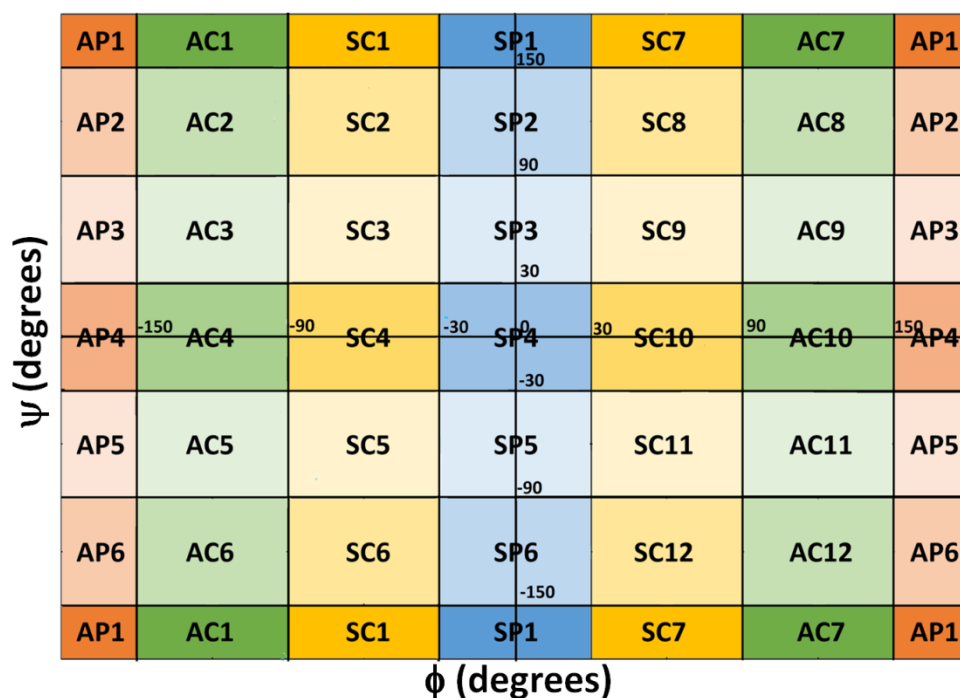 AP1 AC1 SC1 SP1 SC7 AC7 AP1
150
AP2 AC2 SC2 SP2 SC8 AC8 AP2
90
AP3 AC3 SC3 SP3 SC9 AC9 AP3
30
-150 -90 -30 0 30 90 150
AP4 AC4 SC4 SP4 SC10 AC10 AP4
-30
AP5 AC5 SC5 SP5 SC11 AC11 AP5
-90
AP6 AC6 SC6 SP6 SC12 AC12 AP6
-150
AP1 AC1 SC1 SP1 SC7 AC7 AP1
ψ (degrees)
ϕ (degrees)